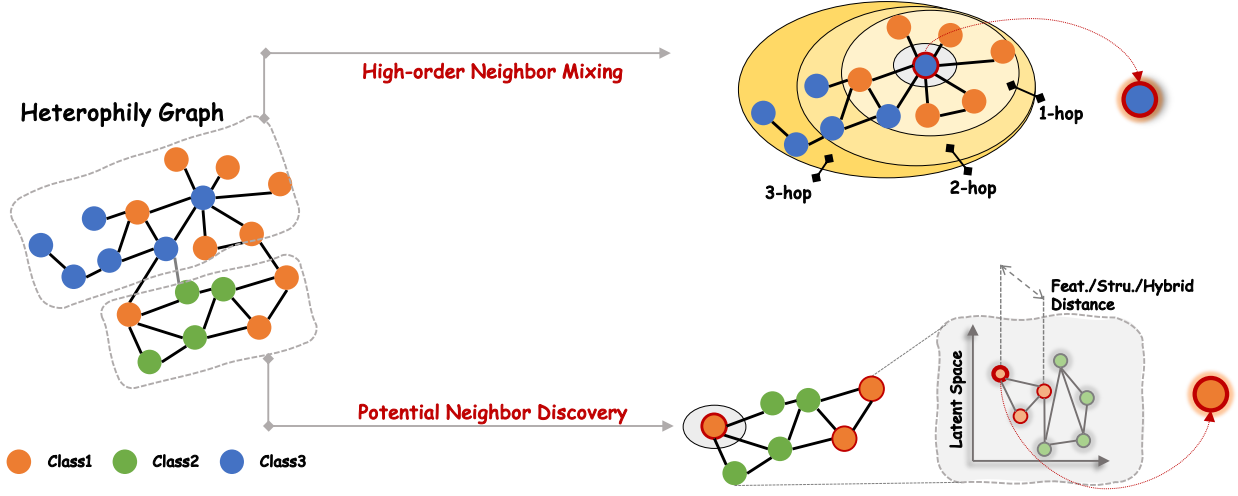 High-order Neighbor Mixing
Heterophily Graph
1-hop
2-hop
3-hop
Feat./Stru./Hybrid
Distance
Latent Space
Potential Neighbor Discovery
Class1
Class2
Class3